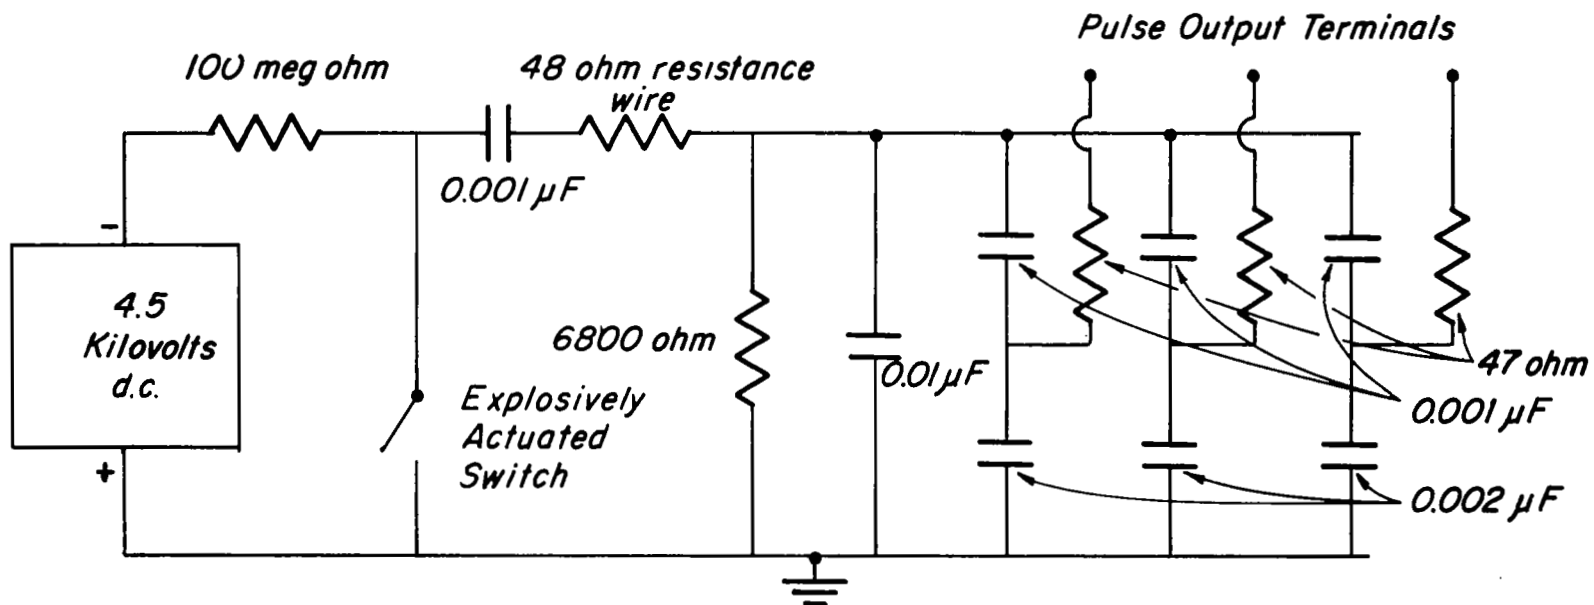 Pulse Output Terminals
100 meg ohm
48 ohm resistance
wire
0.001 μF
-
4.5
Kilovolts
d.c.
+
Explosively
Actuated
Switch
6800 ohm
0.01 μF
47 ohm
0.001 μF
0.002 μF